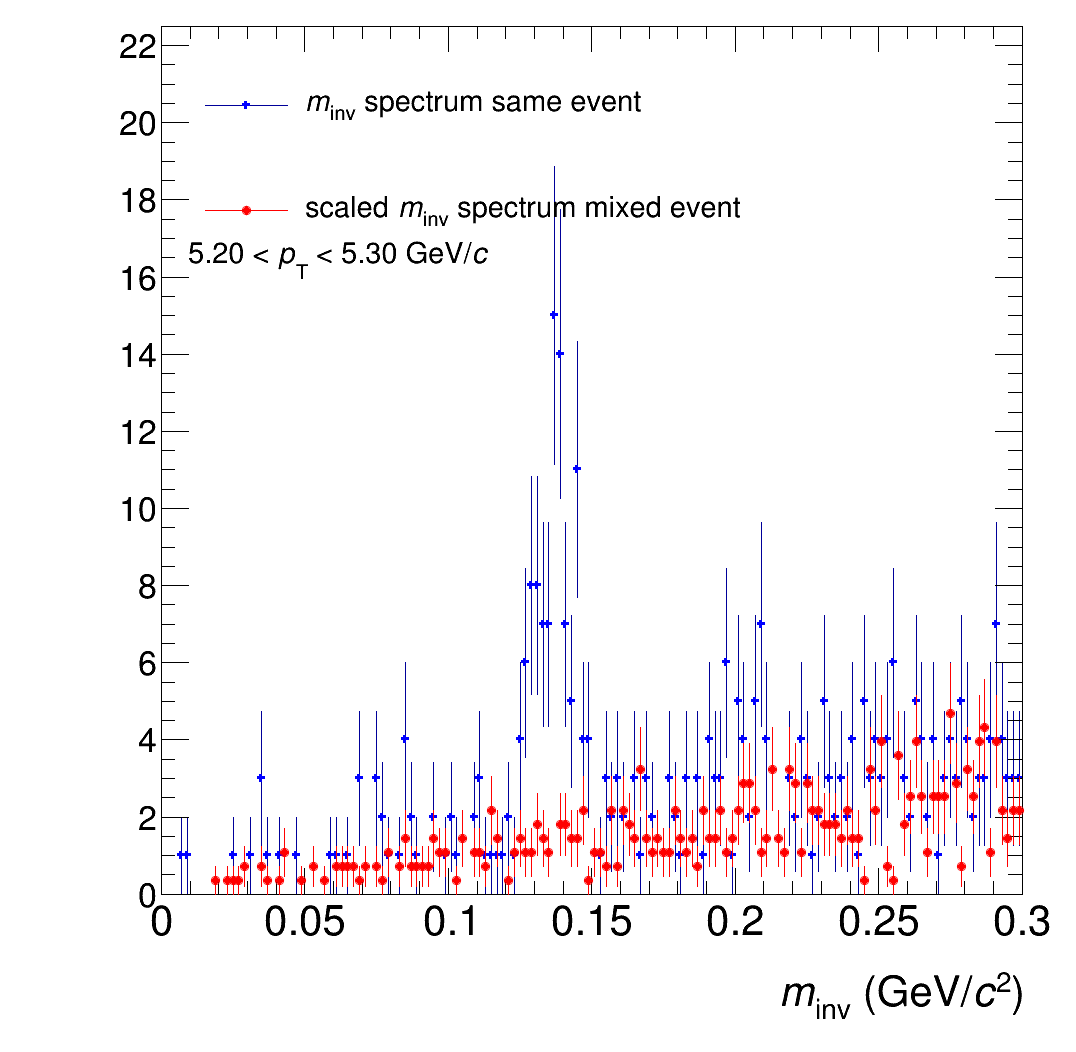 22
m_inv spectrum same event
20
18
scaled m_inv spectrum mixed event
5.20 < p_T < 5.30 GeV/c
16
14
12
10
8
6
4
2
0
0 0.05 0.1 0.15 0.2 0.25 0.3
m_inv (GeV/c²)